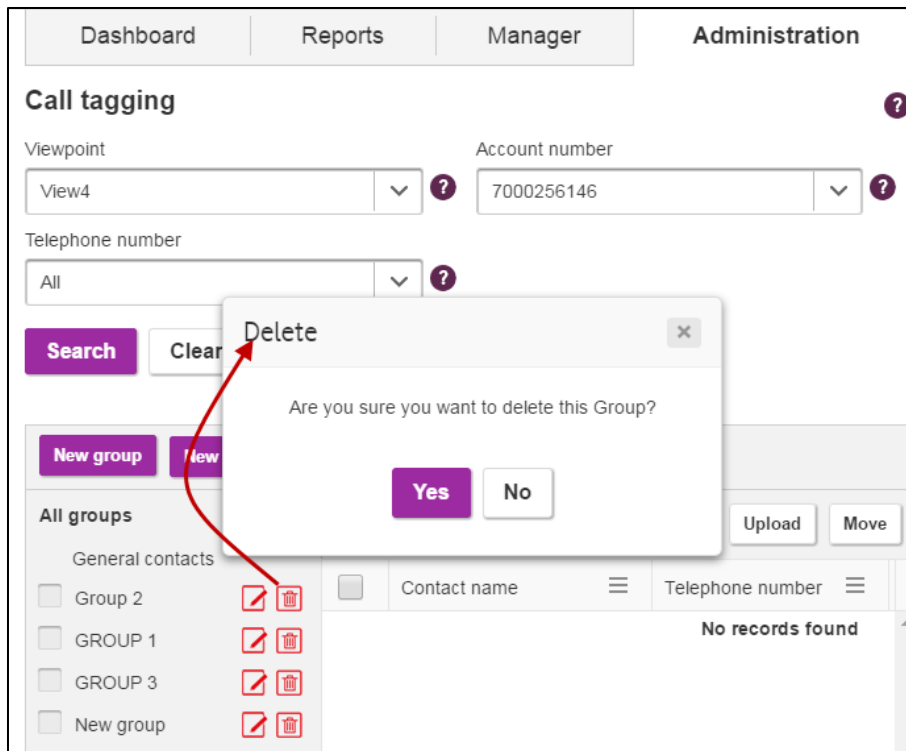 Dashboard Reports Manager Administration
Call tagging ?
Viewpoint Account number
View4 ? 7000256146 ?
Telephone number
All ?
Search Clear
Delete ×
Are you sure you want to delete this Group?
Yes No
New group New
All groups
Upload Move
General contacts
Contact name Telephone number
Group 2
No records found
GROUP 1
GROUP 3
New group